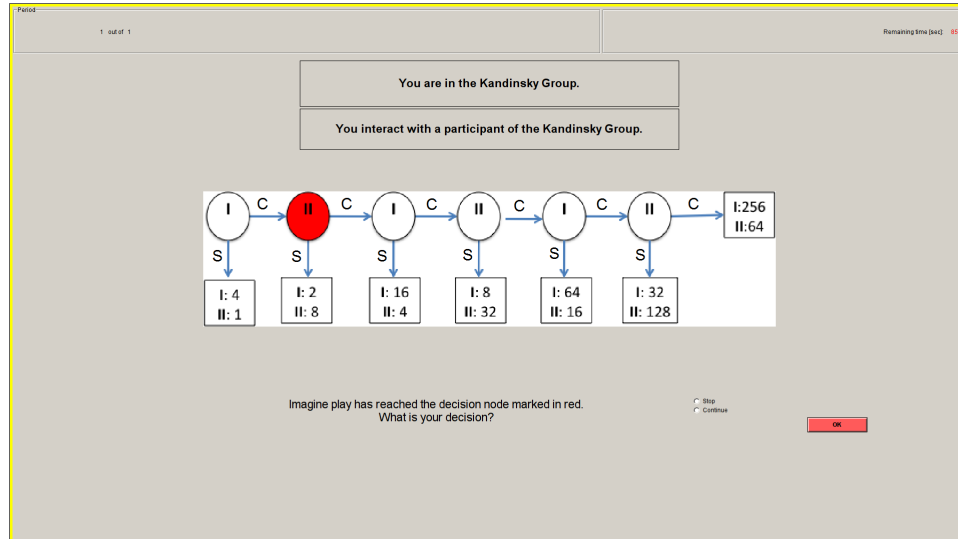 Period
1 out of 1
Remaining time [sec]: 85
You are in the Kandinsky Group.
You interact with a participant of the Kandinsky Group.
I C II C I C II C I C II C I:256
II:64
S S S S S S
I: 4 I: 2 I: 16 I: 8 I: 64 I: 32
II: 1 II: 8 II: 4 II: 32 II: 16 II: 128
Imagine play has reached the decision node marked in red.
What is your decision?
Stop
Continue
OK